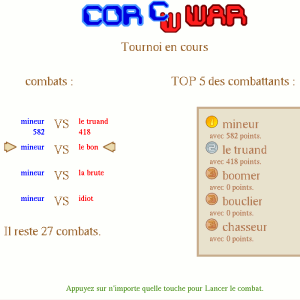 COR WAR
Tournoi en cours
combats :
TOP 5 des combattants :
mineur VS le truand
582 418
mineur VS le bon
mineur VS la brute
mineur VS idiot
Il reste 27 combats.
mineur
avec 582 points.
le truand
avec 418 points.
boomer
avec 0 points.
bouclier
avec 0 points.
chasseur
avec 0 points.
Appuyez sur n'importe quelle touche pour Lancer le combat.